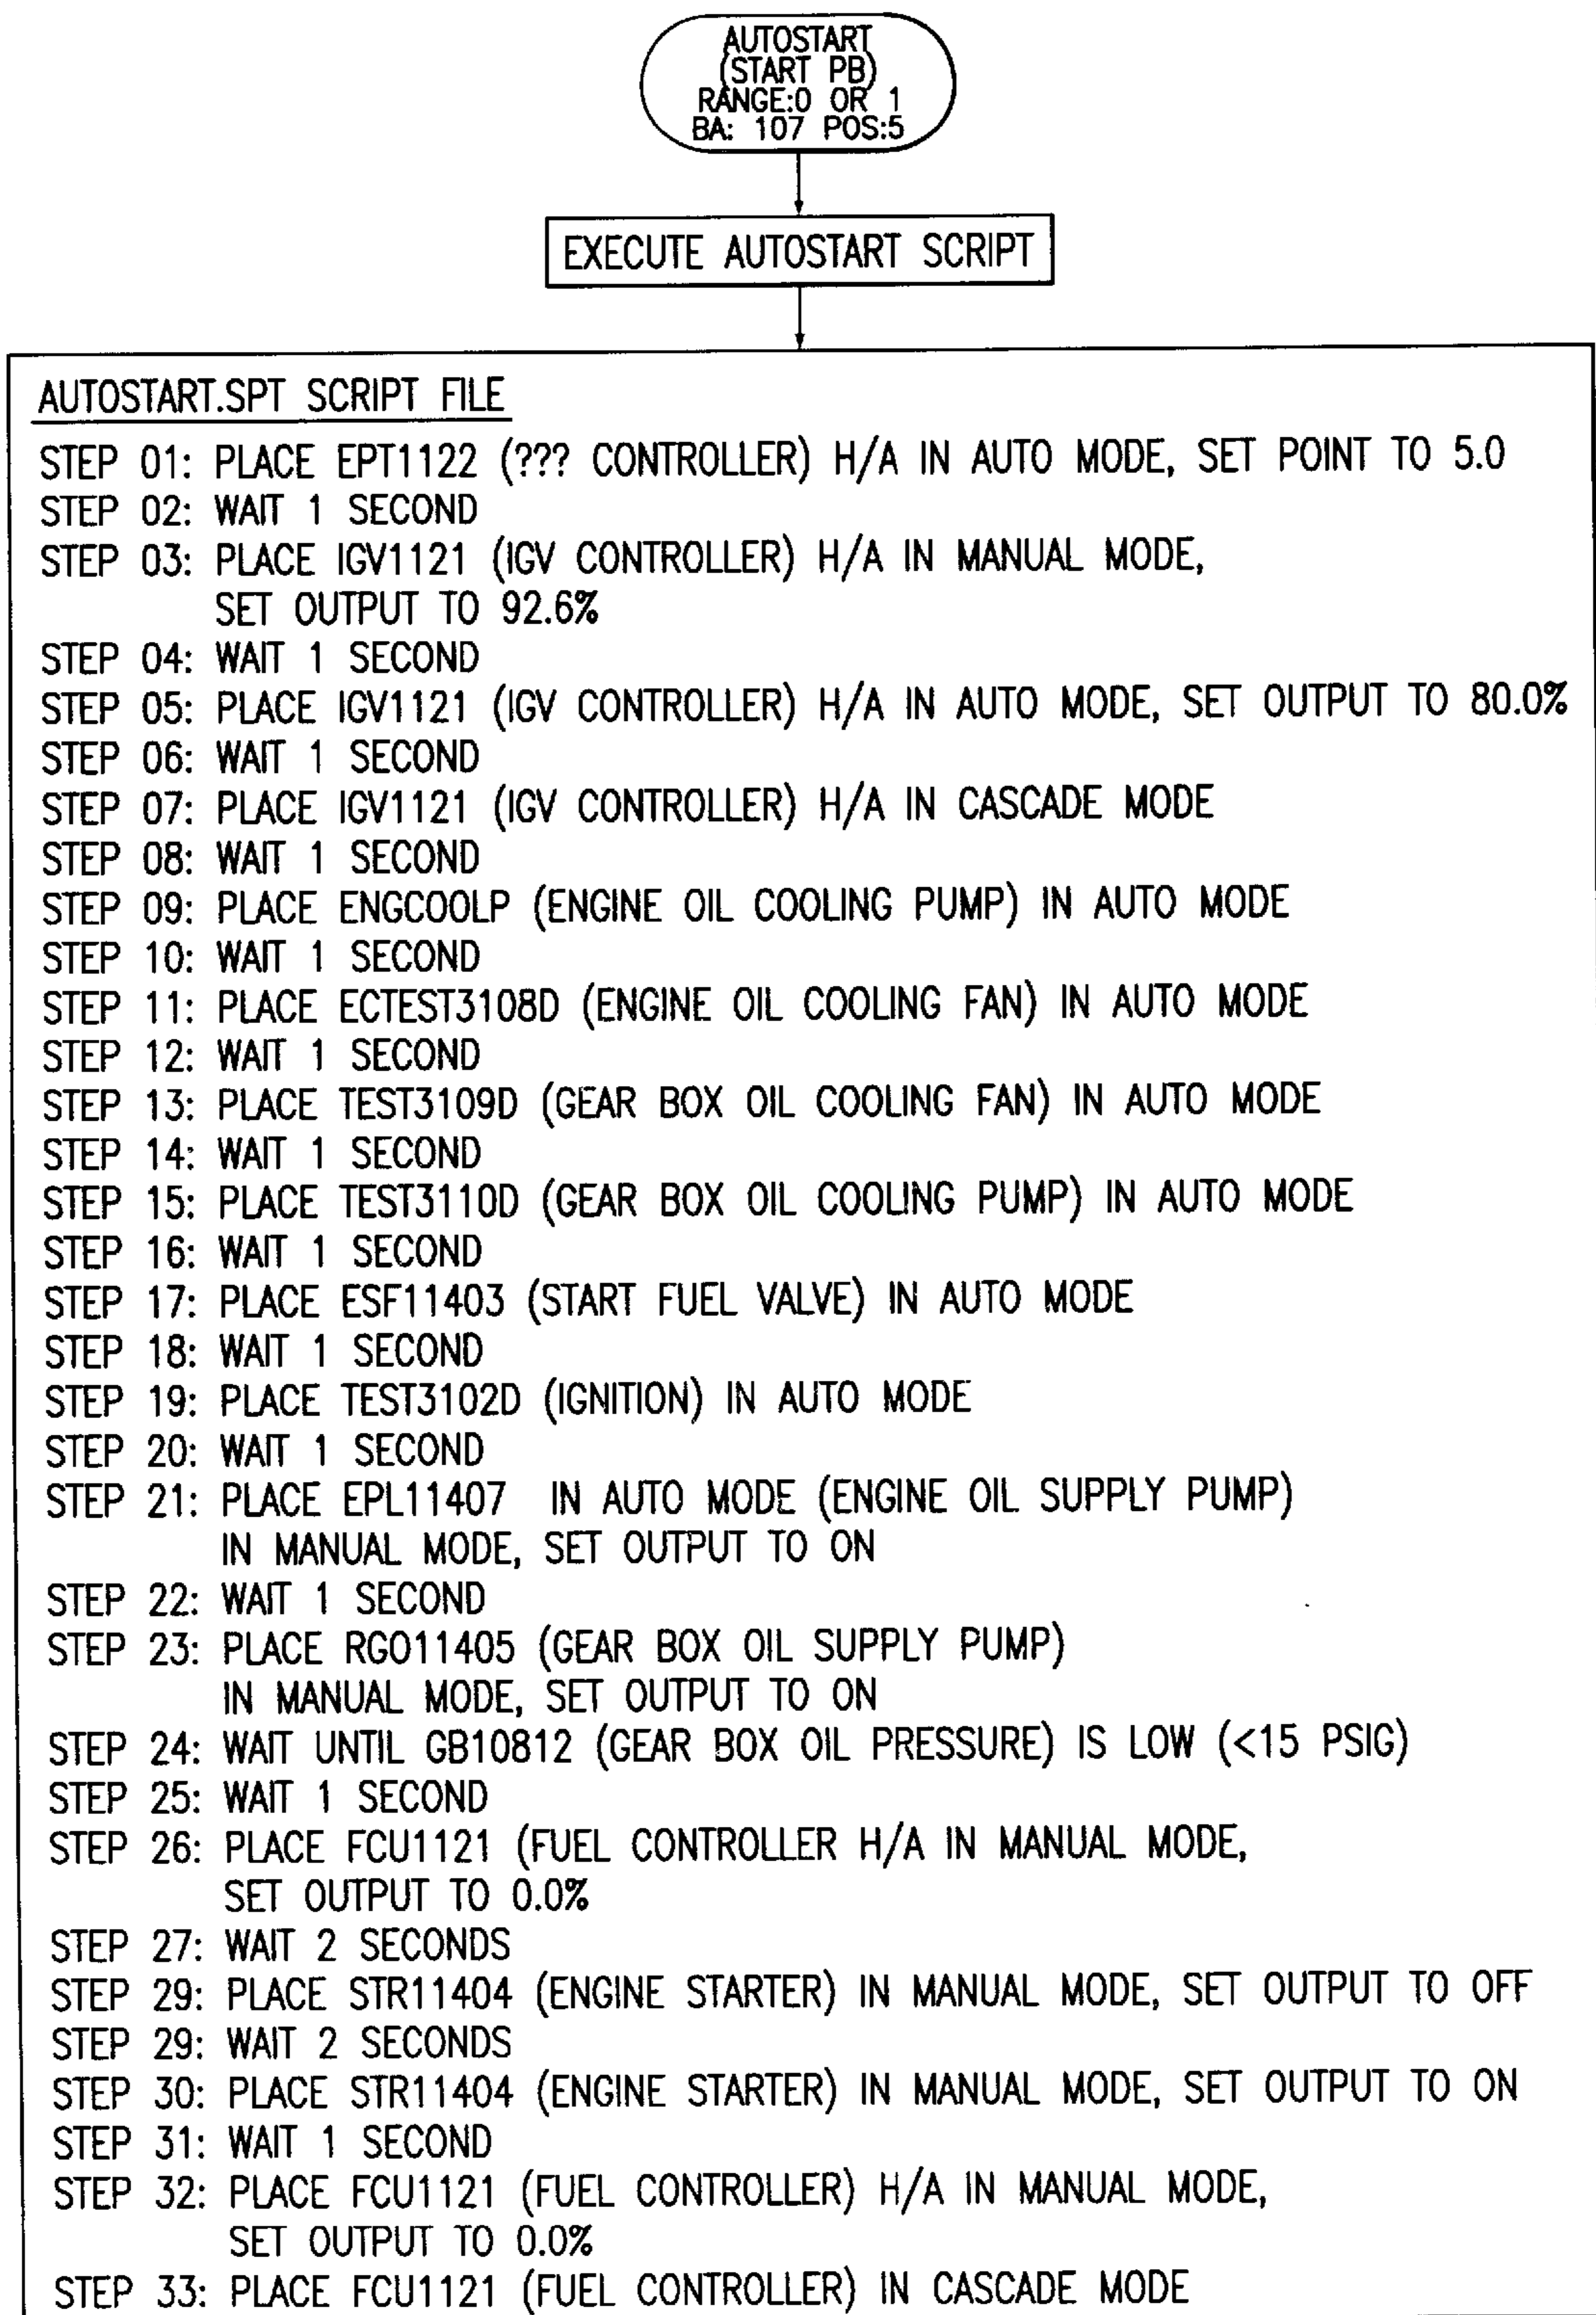 AUTOSTART
(START PB)
RANGE:0 OR 1
BA: 107 POS:5
EXECUTE AUTOSTART SCRIPT
AUTOSTART.SPT SCRIPT FILE
STEP 01: PLACE EPT1122 (??? CONTROLLER) H/A IN AUTO MODE, SET POINT TO 5.0
STEP 02: WAIT 1 SECOND
STEP 03: PLACE IGV1121 (IGV CONTROLLER) H/A IN MANUAL MODE,
SET OUTPUT TO 92.6%
STEP 04: WAIT 1 SECOND
STEP 05: PLACE IGV1121 (IGV CONTROLLER) H/A IN AUTO MODE, SET OUTPUT TO 80.0%
STEP 06: WAIT 1 SECOND
STEP 07: PLACE IGV1121 (IGV CONTROLLER) H/A IN CASCADE MODE
STEP 08: WAIT 1 SECOND
STEP 09: PLACE ENGCOOLP (ENGINE OIL COOLING PUMP) IN AUTO MODE
STEP 10: WAIT 1 SECOND
STEP 11: PLACE ECTEST3108D (ENGINE OIL COOLING FAN) IN AUTO MODE
STEP 12: WAIT 1 SECOND
STEP 13: PLACE TEST3109D (GEAR BOX OIL COOLING FAN) IN AUTO MODE
STEP 14: WAIT 1 SECOND
STEP 15: PLACE TEST3110D (GEAR BOX OIL COOLING PUMP) IN AUTO MODE
STEP 16: WAIT 1 SECOND
STEP 17: PLACE ESF11403 (START FUEL VALVE) IN AUTO MODE
STEP 18: WAIT 1 SECOND
STEP 19: PLACE TEST3102D (IGNITION) IN AUTO MODE
STEP 20: WAIT 1 SECOND
STEP 21: PLACE EPL11407 IN AUTO MODE (ENGINE OIL SUPPLY PUMP)
IN MANUAL MODE, SET OUTPUT TO ON
STEP 22: WAIT 1 SECOND
STEP 23: PLACE RGO11405 (GEAR BOX OIL SUPPLY PUMP)
IN MANUAL MODE, SET OUTPUT TO ON
STEP 24: WAIT UNTIL GB10812 (GEAR BOX OIL PRESSURE) IS LOW (<15 PSIG)
STEP 25: WAIT 1 SECOND
STEP 26: PLACE FCU1121 (FUEL CONTROLLER H/A IN MANUAL MODE,
SET OUTPUT TO 0.0%
STEP 27: WAIT 2 SECONDS
STEP 29: PLACE STR11404 (ENGINE STARTER) IN MANUAL MODE, SET OUTPUT TO OFF
STEP 29: WAIT 2 SECONDS
STEP 30: PLACE STR11404 (ENGINE STARTER) IN MANUAL MODE, SET OUTPUT TO ON
STEP 31: WAIT 1 SECOND
STEP 32: PLACE FCU1121 (FUEL CONTROLLER) H/A IN MANUAL MODE,
SET OUTPUT TO 0.0%
STEP 33: PLACE FCU1121 (FUEL CONTROLLER) IN CASCADE MODE